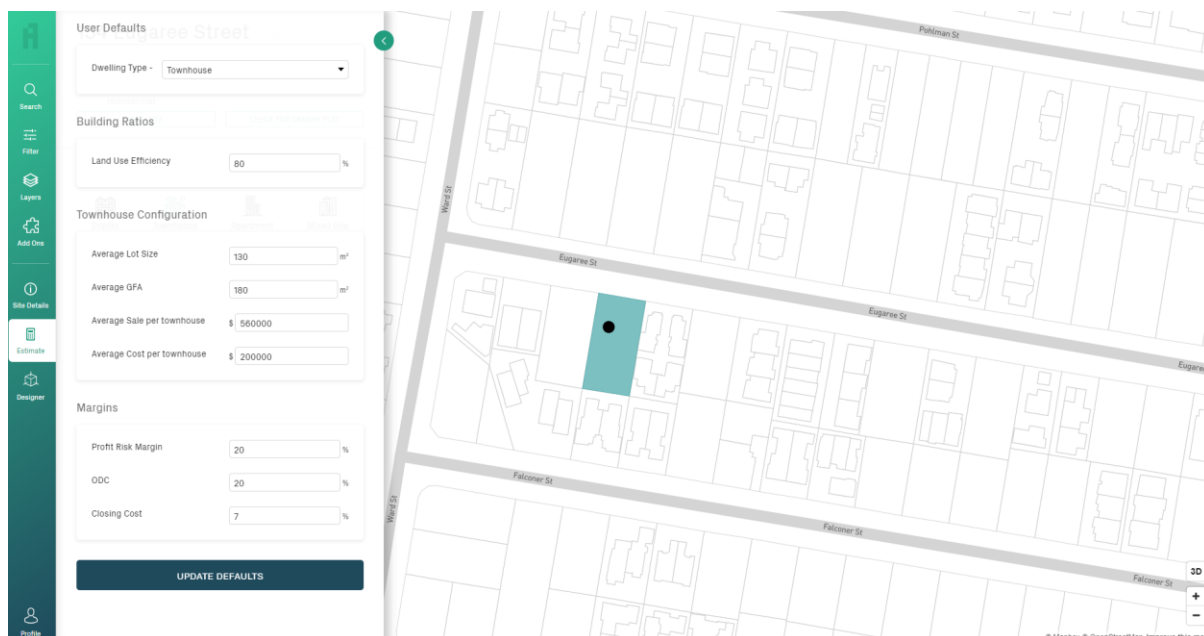 Search
Filter
Layers
Add Ons
Site Details
Estimate
Designer
Profile
User Defaults
Eugaree Street
Dwelling Type - Townhouse
Building Ratios
Land Use Efficiency 80 %
Townhouse Configuration
Average Lot Size 130 m²
Average GFA 180 m²
Average Sale per townhouse $ 560000
Average Cost per townhouse $ 200000
Margins
Profit Risk Margin 20 %
ODC 20 %
Closing Cost 7 %
UPDATE DEFAULTS
Pohlman St
Ward St
Eugaree St
Eugaree St
Eugaree
Falconer St
Ward St
Falconer St
Falconer St
3D
+
−